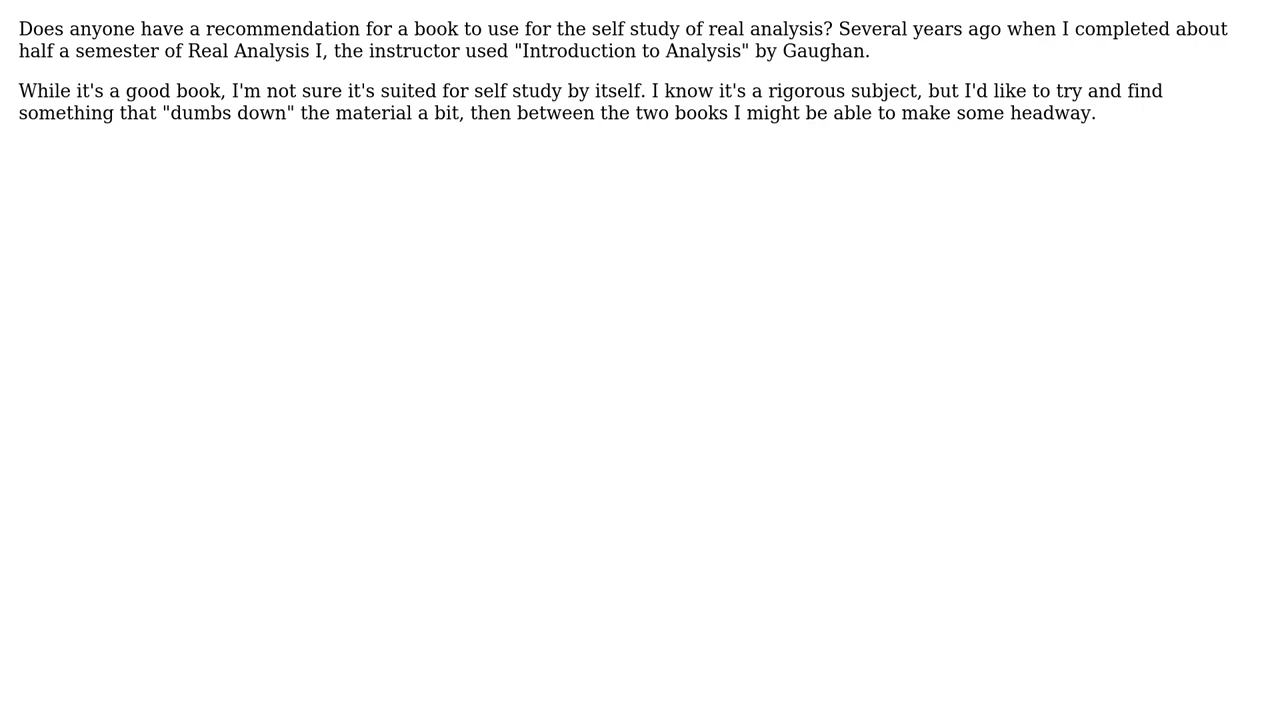 Does anyone have a recommendation for a book to use for the self study of real analysis? Several years ago when I completed about
half a semester of Real Analysis I, the instructor used "Introduction to Analysis" by Gaughan.
While it's a good book, I'm not sure it's suited for self study by itself. I know it's a rigorous subject, but I'd like to try and find
something that "dumbs down" the material a bit, then between the two books I might be able to make some headway.